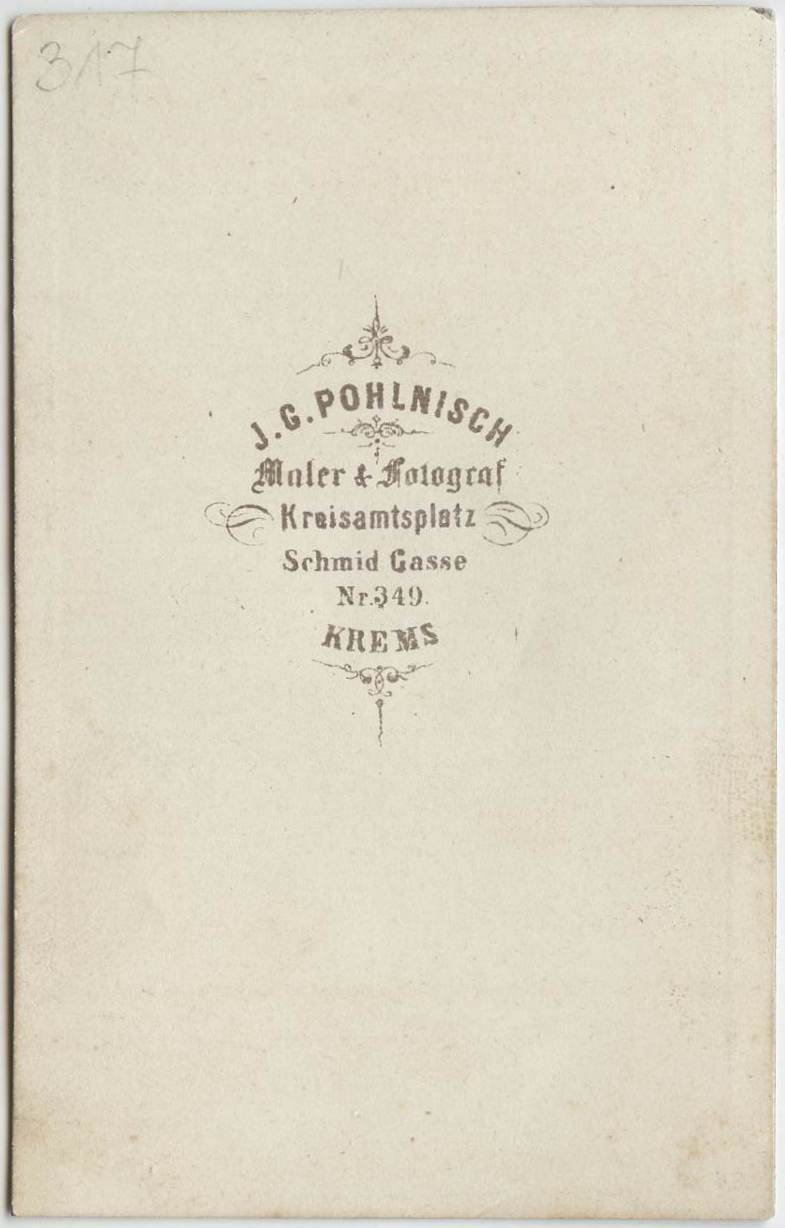 317
J. G. POHLNISCH
Maler & Fotograf
Kreisamtsplatz
Schmid Gasse
Nr. 349.
KREMS